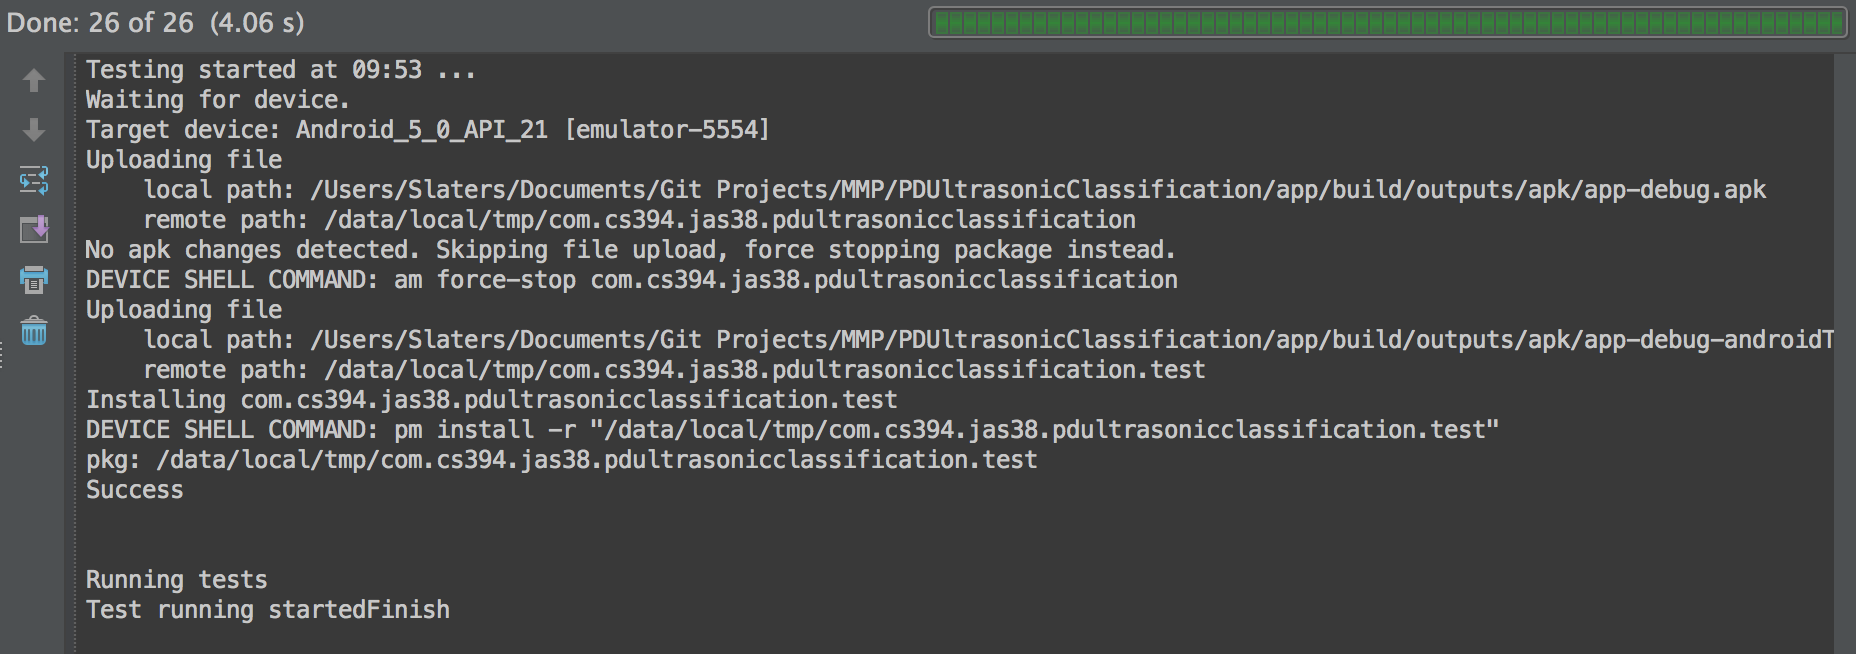 Done: 26 of 26 (4.06 s)
Testing started at 09:53 ...
Waiting for device.
Target device: Android_5_0_API_21 [emulator-5554]
Uploading file
local path: /Users/Slaters/Documents/Git Projects/MMP/PDUltrasonicClassification/app/build/outputs/apk/app-debug.apk
remote path: /data/local/tmp/com.cs394.jas38.pdultrasonicclassification
No apk changes detected. Skipping file upload, force stopping package instead.
DEVICE SHELL COMMAND: am force-stop com.cs394.jas38.pdultrasonicclassification
Uploading file
local path: /Users/Slaters/Documents/Git Projects/MMP/PDUltrasonicClassification/app/build/outputs/apk/app-debug-androidT
remote path: /data/local/tmp/com.cs394.jas38.pdultrasonicclassification.test
Installing com.cs394.jas38.pdultrasonicclassification.test
DEVICE SHELL COMMAND: pm install -r "/data/local/tmp/com.cs394.jas38.pdultrasonicclassification.test"
pkg: /data/local/tmp/com.cs394.jas38.pdultrasonicclassification.test
Success
Running tests
Test running startedFinish